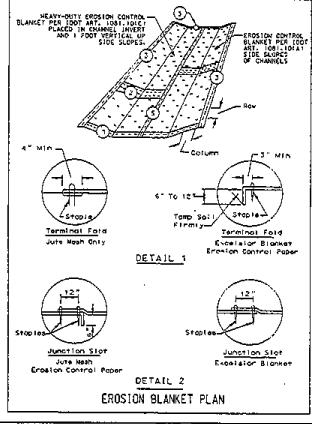 HEAVY-DUTY EROSION CONTROL
BLANKET PER IDOT
ART. 1081.10(E)
PLACED IN CHANNEL INVERT
AND 1 FOOT VERTICAL UP
SIDE SLOPES.
3
EROSION CONTROL
BLANKET PER IDOT
ART. 1081.10(A)
SIDE SLOPES
OF CHANNELS
Row
Column
4" Min
Staple
Terminal Fold
Jute Mesh Only
3" Min
6" To 12"
Tamp Soil
Firmly
Staple
Terminal Fold
Excelsior Blanket
Erosion Control Paper
DETAIL 1
12"
Staples
Junction Slot
Jute Mesh
Erosion Control Paper
12"
Staples
Junction Slot
Excelsior Blanket
DETAIL 2
EROSION BLANKET PLAN